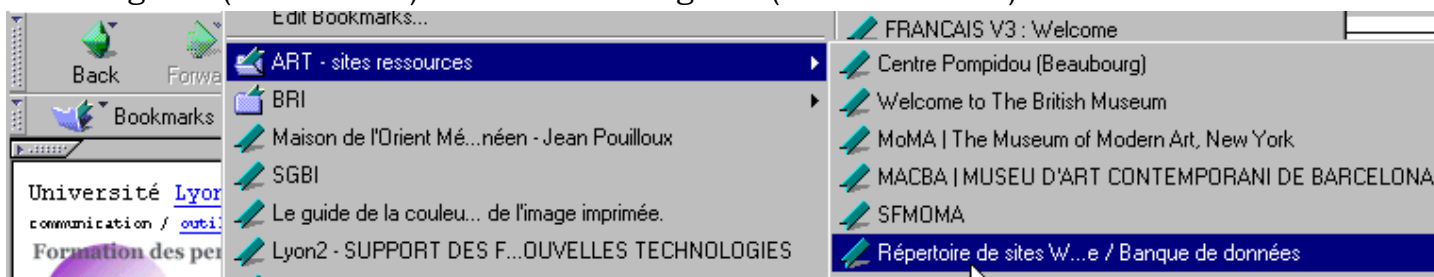 Edit Bookmarks...
FRANCAIS V3 : Welcome
Back
ART - sites ressources
Centre Pompidou (Beaubourg)
BRI
Welcome to The British Museum
Bookmarks
Maison de l'Orient Mé...néen - Jean Pouilloux
MoMA | The Museum of Modern Art, New York
SGBI
MACBA | MUSEU D'ART CONTEMPORANI DE BARCELONA
Université Lyon
Le guide de la couleu... de l'image imprimée.
SFMOMA
communication /
Formation des
Lyon2 - SUPPORT DES F...OUVELLES TECHNOLOGIES
Répertoire de sites W...e / Banque de données